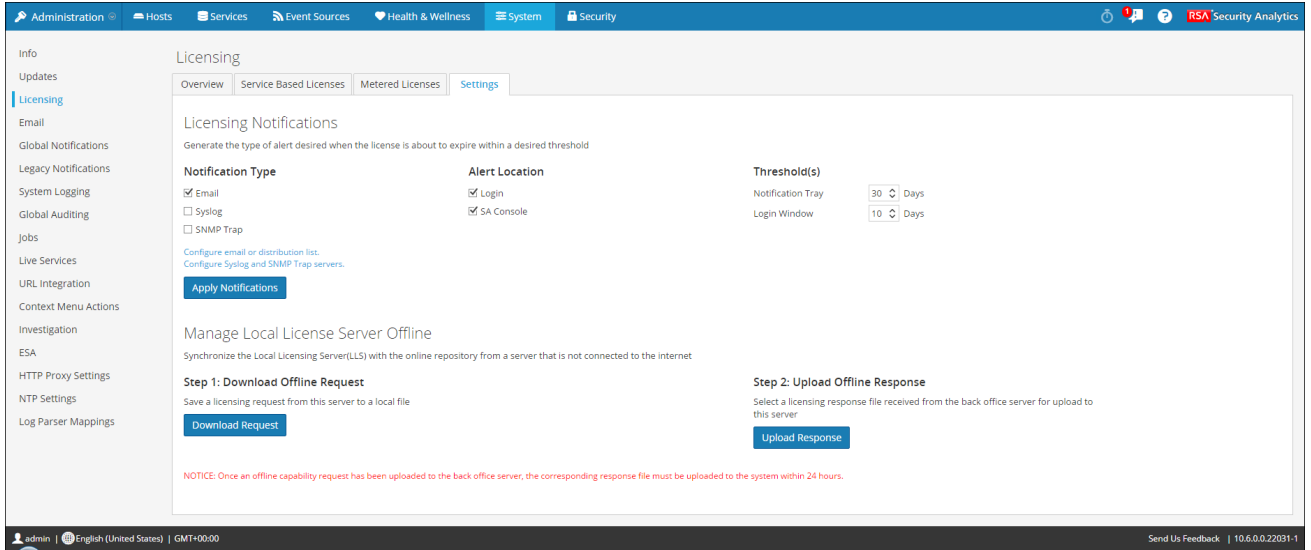 Administration Hosts Services Event Sources Health & Wellness System Security 1 ? RSA Security Analytics
Info
Updates
Licensing
Email
Global Notifications
Legacy Notifications
System Logging
Global Auditing
Jobs
Live Services
URL Integration
Context Menu Actions
Investigation
ESA
HTTP Proxy Settings
NTP Settings
Log Parser Mappings
Licensing
Overview Service Based Licenses Metered Licenses Settings
Licensing Notifications
Generate the type of alert desired when the license is about to expire within a desired threshold
Notification Type
Email
Syslog
SNMP Trap
Configure email or distribution list.
Configure Syslog and SNMP Trap servers.
Apply Notifications
Alert Location
Login
SA Console
Threshold(s)
Notification Tray 30 Days
Login Window 10 Days
Manage Local License Server Offline
Synchronize the Local Licensing Server(LLS) with the online repository from a server that is not connected to the internet
Step 1: Download Offline Request
Save a licensing request from this server to a local file
Download Request
Step 2: Upload Offline Response
Select a licensing response file received from the back office server for upload to
this server
Upload Response
NOTICE: Once an offline capability request has been uploaded to the back office server, the corresponding response file must be uploaded to the system within 24 hours.
admin | English (United States) | GMT+00:00 Send Us Feedback | 10.6.0.0.22031-1